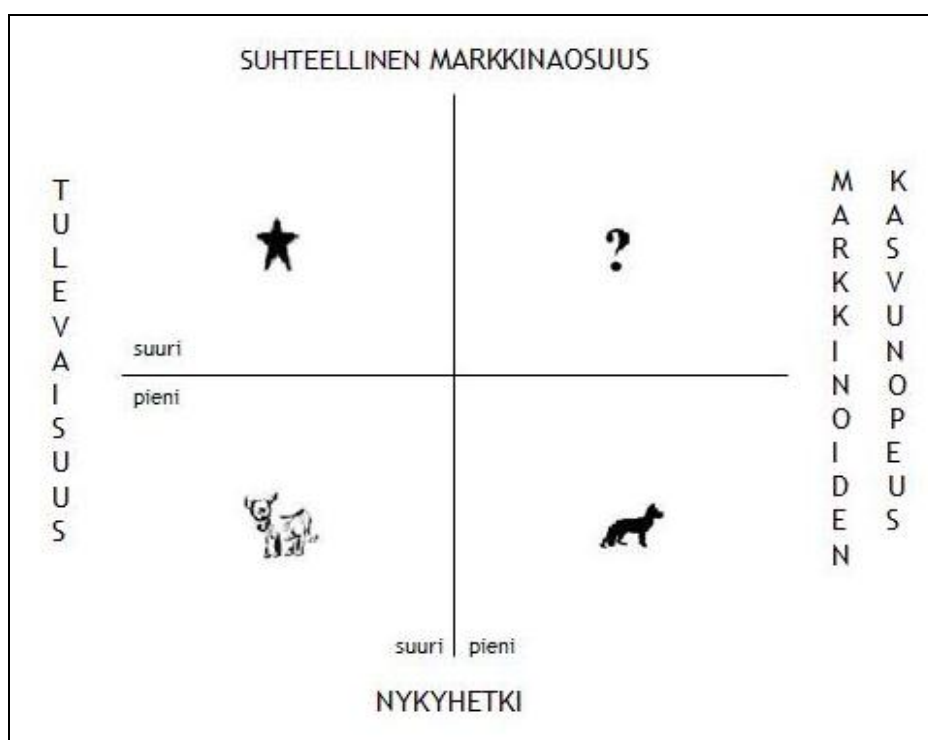 SUHTEELLINEN MARKKINAOSUUS
TULEVAISUUS
MARKKINOIDEN
KASVUNOPEUS
?
suuri
pieni
suuri
pieni
NYKYHETKI